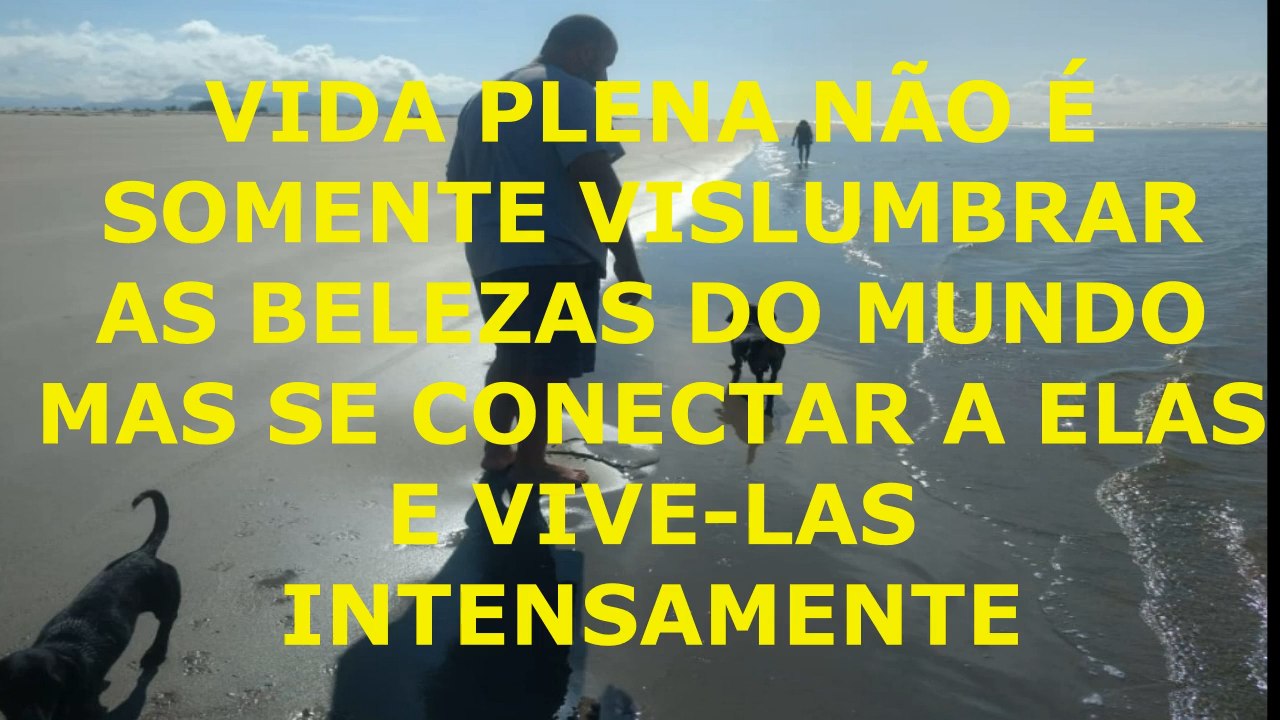 VIDA PLENA NÃO É
SOMENTE VISLUMBRAR
AS BELEZAS DO MUNDO
MAS SE CONECTAR A ELAS
E VIVE-LAS
INTENSAMENTE